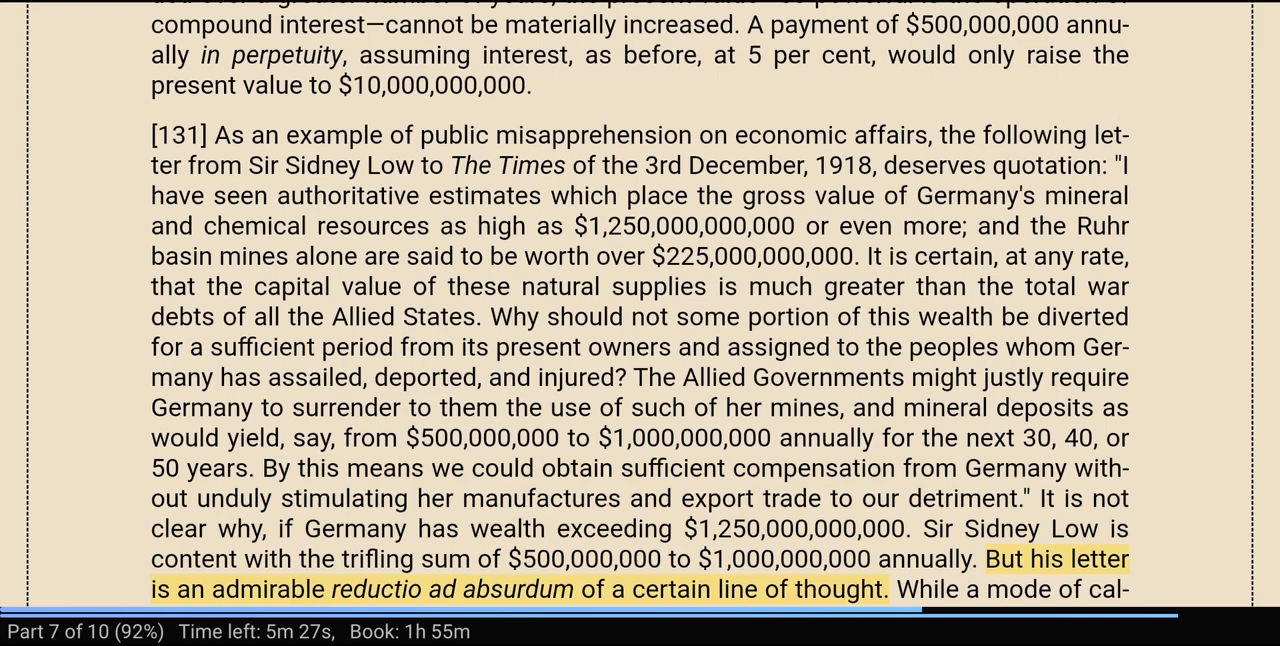 compound interest—cannot be materially increased. A payment of $500,000,000 annu-
ally in perpetuity, assuming interest, as before, at 5 per cent, would only raise the
present value to $10,000,000,000.
[131] As an example of public misapprehension on economic affairs, the following let-
ter from Sir Sidney Low to The Times of the 3rd December, 1918, deserves quotation: "I
have seen authoritative estimates which place the gross value of Germany's mineral
and chemical resources as high as $1,250,000,000,000 or even more; and the Ruhr
basin mines alone are said to be worth over $225,000,000,000. It is certain, at any rate,
that the capital value of these natural supplies is much greater than the total war
debts of all the Allied States. Why should not some portion of this wealth be diverted
for a sufficient period from its present owners and assigned to the peoples whom Ger-
many has assailed, deported, and injured? The Allied Governments might justly require
Germany to surrender to them the use of such of her mines, and mineral deposits as
would yield, say, from $500,000,000 to $1,000,000,000 annually for the next 30, 40, or
50 years. By this means we could obtain sufficient compensation from Germany with-
out unduly stimulating her manufactures and export trade to our detriment." It is not
clear why, if Germany has wealth exceeding $1,250,000,000,000. Sir Sidney Low is
content with the trifling sum of $500,000,000 to $1,000,000,000 annually. But his letter
is an admirable reductio ad absurdum of a certain line of thought. While a mode of cal-
Part 7 of 10 (92%) Time left: 5m 27s, Book: 1h 55m